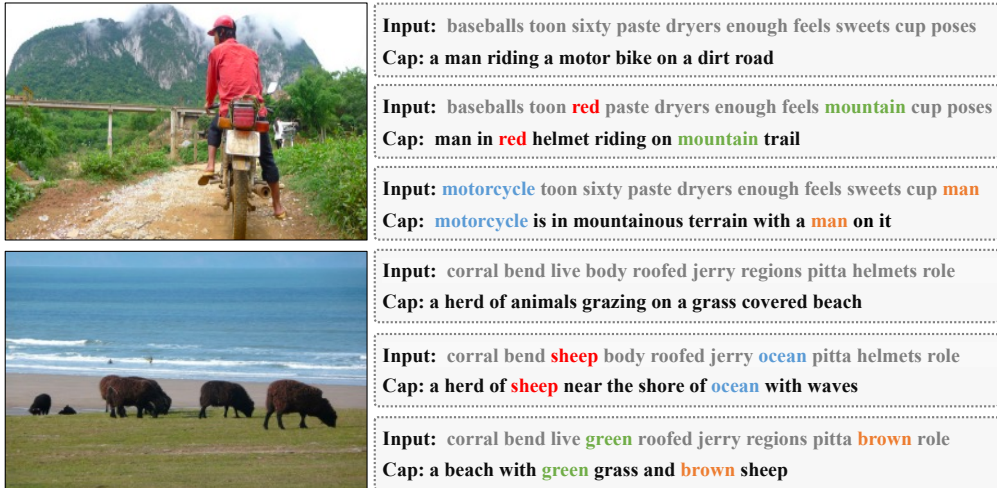 Input: baseballs toon sixty paste dryers enough feels sweets cup poses
Cap: a man riding a motor bike on a dirt road
Input: baseballs toon red paste dryers enough feels mountain cup poses
Cap: man in red helmet riding on mountain trail
Input: motorcycle toon sixty paste dryers enough feels sweets cup man
Cap: motorcycle is in mountainous terrain with a man on it
Input: corral bend live body roofed jerry regions pitta helmets role
Cap: a herd of animals grazing on a grass covered beach
Input: corral bend sheep body roofed jerry ocean pitta helmets role
Cap: a herd of sheep near the shore of ocean with waves
Input: corral bend live green roofed jerry regions pitta brown role
Cap: a beach with green grass and brown sheep